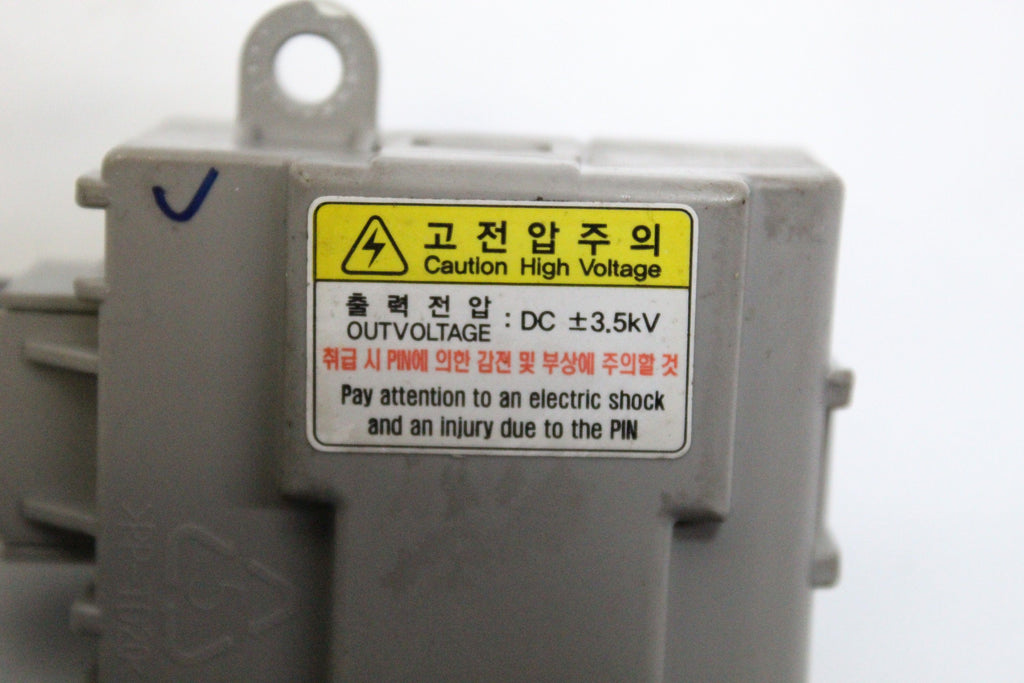 고전압주의
Caution High Voltage
출력전압 : DC ±3.5kV
OUTVOLTAGE
취급 시 PIN에 의한 감전 및 부상에 주의할 것
Pay attention to an electric shock
and an injury due to the PIN